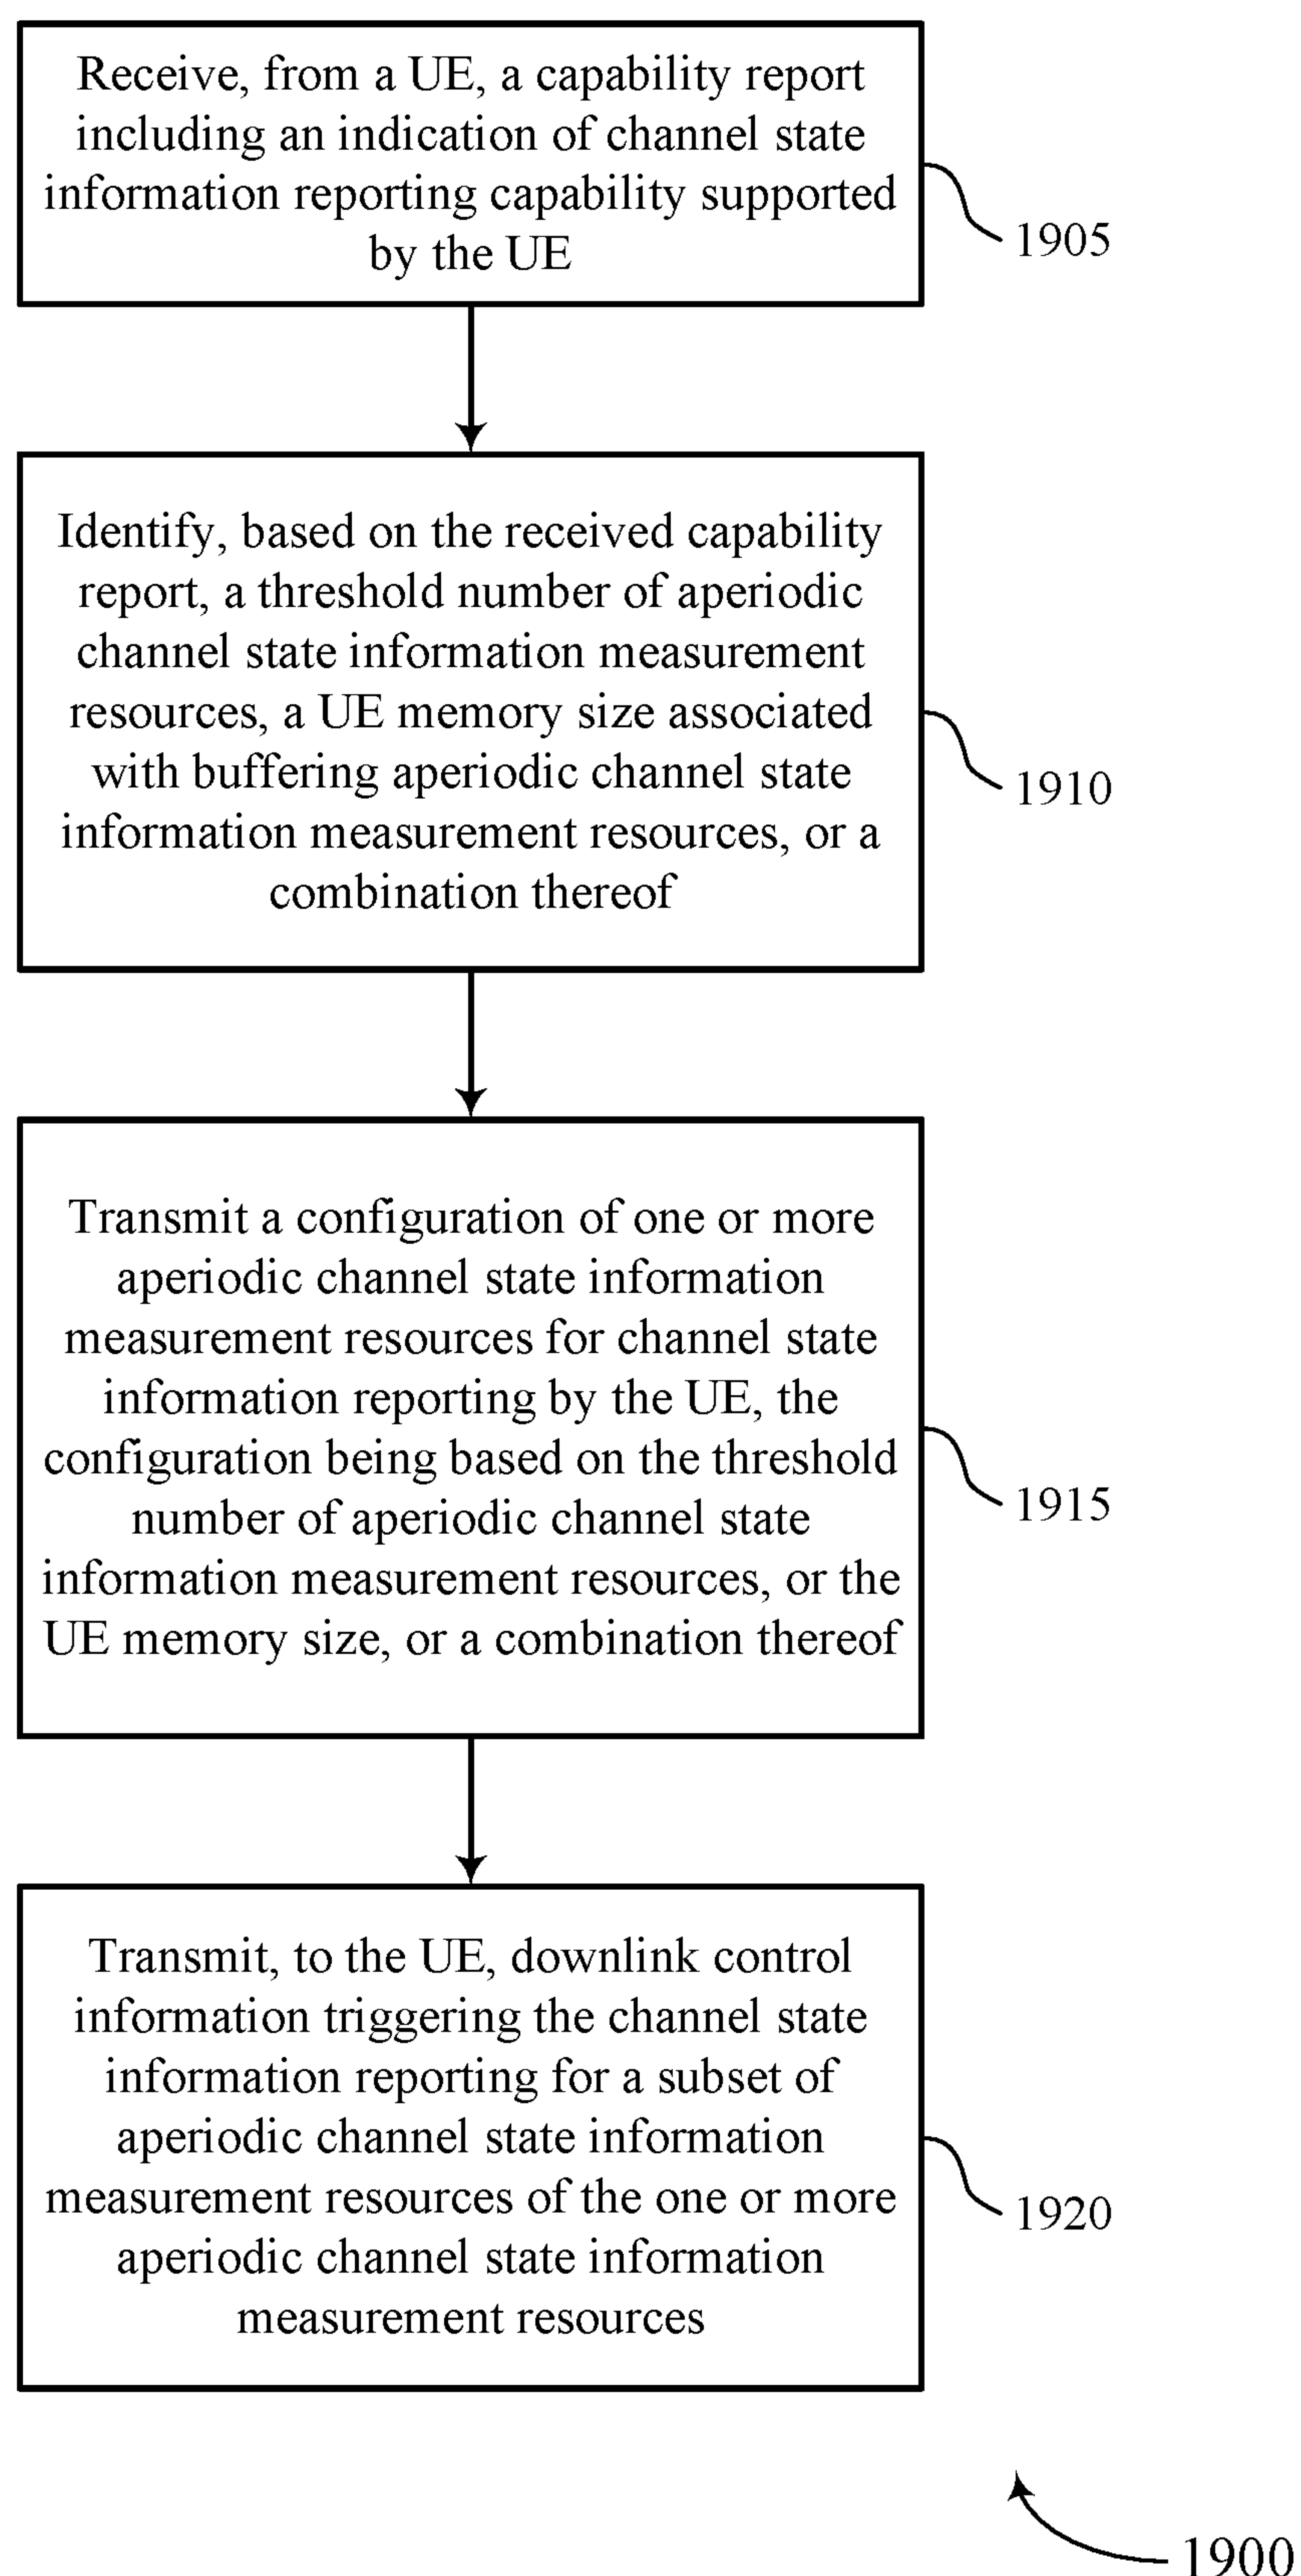 Receive, from a UE, a capability report
including an indication of channel state
information reporting capability supported
by the UE
1905
Identify, based on the received capability
report, a threshold number of aperiodic
channel state information measurement
resources, a UE memory size associated
with buffering aperiodic channel state
information measurement resources, or a
combination thereof
1910
Transmit a configuration of one or more
aperiodic channel state information
measurement resources for channel state
information reporting by the UE, the
configuration being based on the threshold
number of aperiodic channel state
information measurement resources, or the
UE memory size, or a combination thereof
1915
Transmit, to the UE, downlink control
information triggering the channel state
information reporting for a subset of
aperiodic channel state information
measurement resources of the one or more
aperiodic channel state information
measurement resources
1920
1900